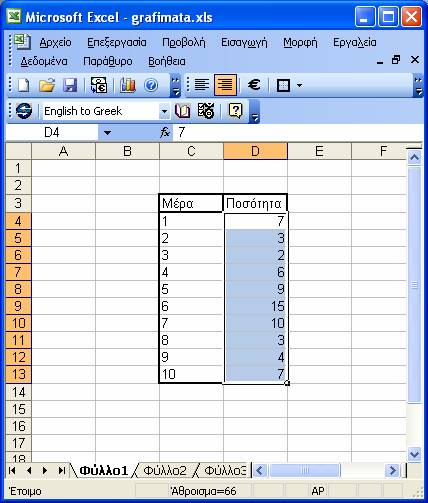 Microsoft Excel - grafimata.xls
Αρχείο Επεξεργασία Προβολή Εισαγωγή Μορφή Εργαλεία
Δεδομένα Παράθυρο Βοήθεια
English to Greek
D4 fx 7
A B C D E F
1
2
3 Μέρα Ποσότητα
4 1 7
5 2 3
6 3 2
7 4 6
8 5 9
9 6 15
10 7 10
11 8 3
12 9 4
13 10 7
14
15
16
17
18
Φύλλο1 Φύλλο2 Φύλλο3
Έτοιμο Άθροισμα=66 AP